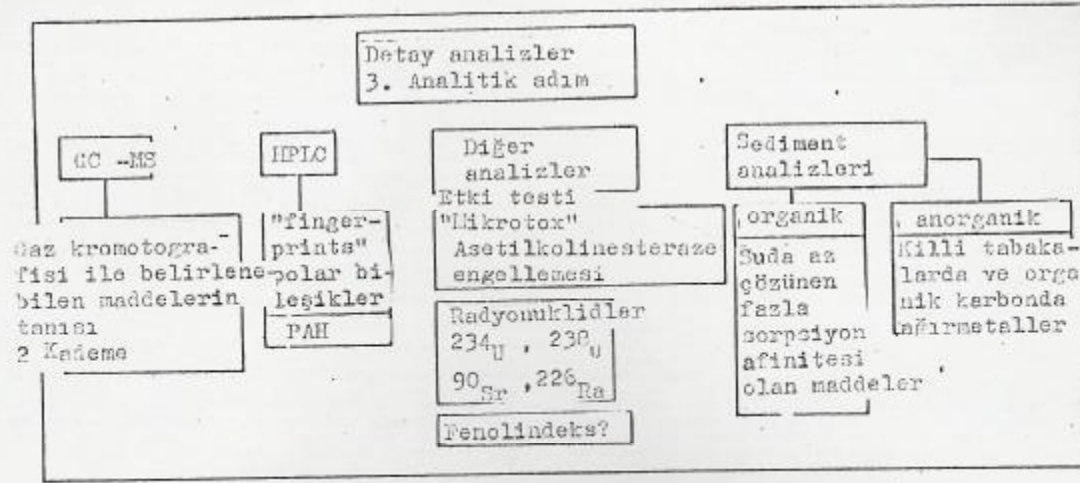 Detay analizler
3. Analitik adım
GC -MS
Gaz kromotogra-
fisi ile belirlene-
bilen maddelerin
tanısı
2 Kademe
HPLC
"finger-
prints"
polar bi-
leşikler
PAH
Diğer
analizler
Etki testi
"Mikrotox"
Asetilkolinesteraze
engellemesi
Radyonuklidler
234U , 238U
90Sr ,226Ra
Fenolindeks?
Sediment
analizleri
organik
Suda az
çözünen
fazla
sorpsiyon
afinitesi
olan maddeler
anorganik
Killi tabaka-
larda ve orga
nik karbonda
ağırmetaller